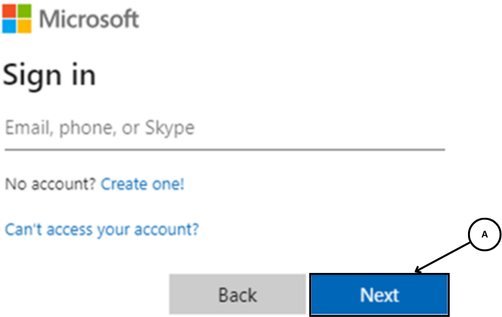 Microsoft
Sign in
Email, phone, or Skype
No account? Create one!
Can't access your account?
A
Back Next